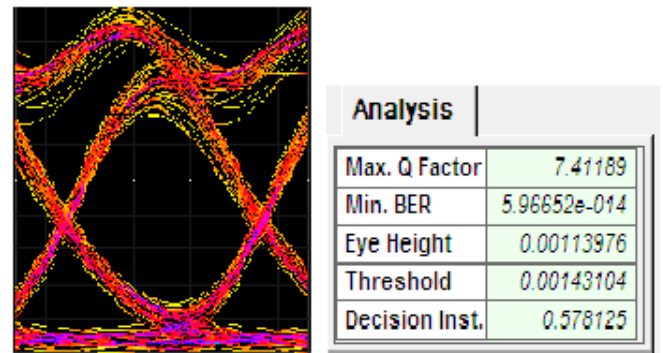 Analysis
Max. Q Factor 7.41189
Min. BER 5.96652e-014
Eye Height 0.00113976
Threshold 0.00143104
Decision Inst. 0.578125